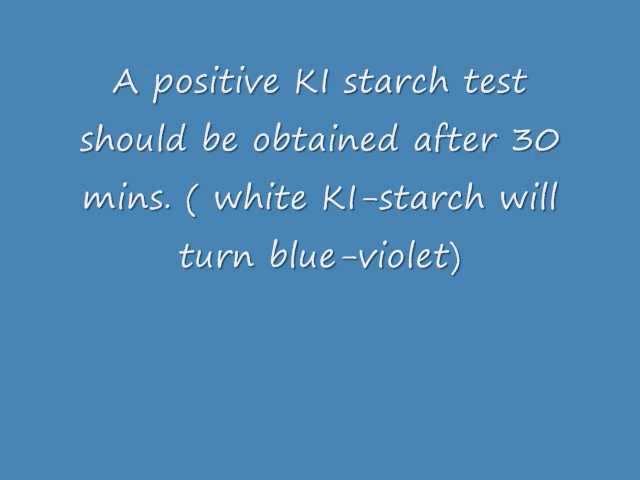 A positive KI starch test
should be obtained after 30
mins. ( white KI-starch will
turn blue-violet)